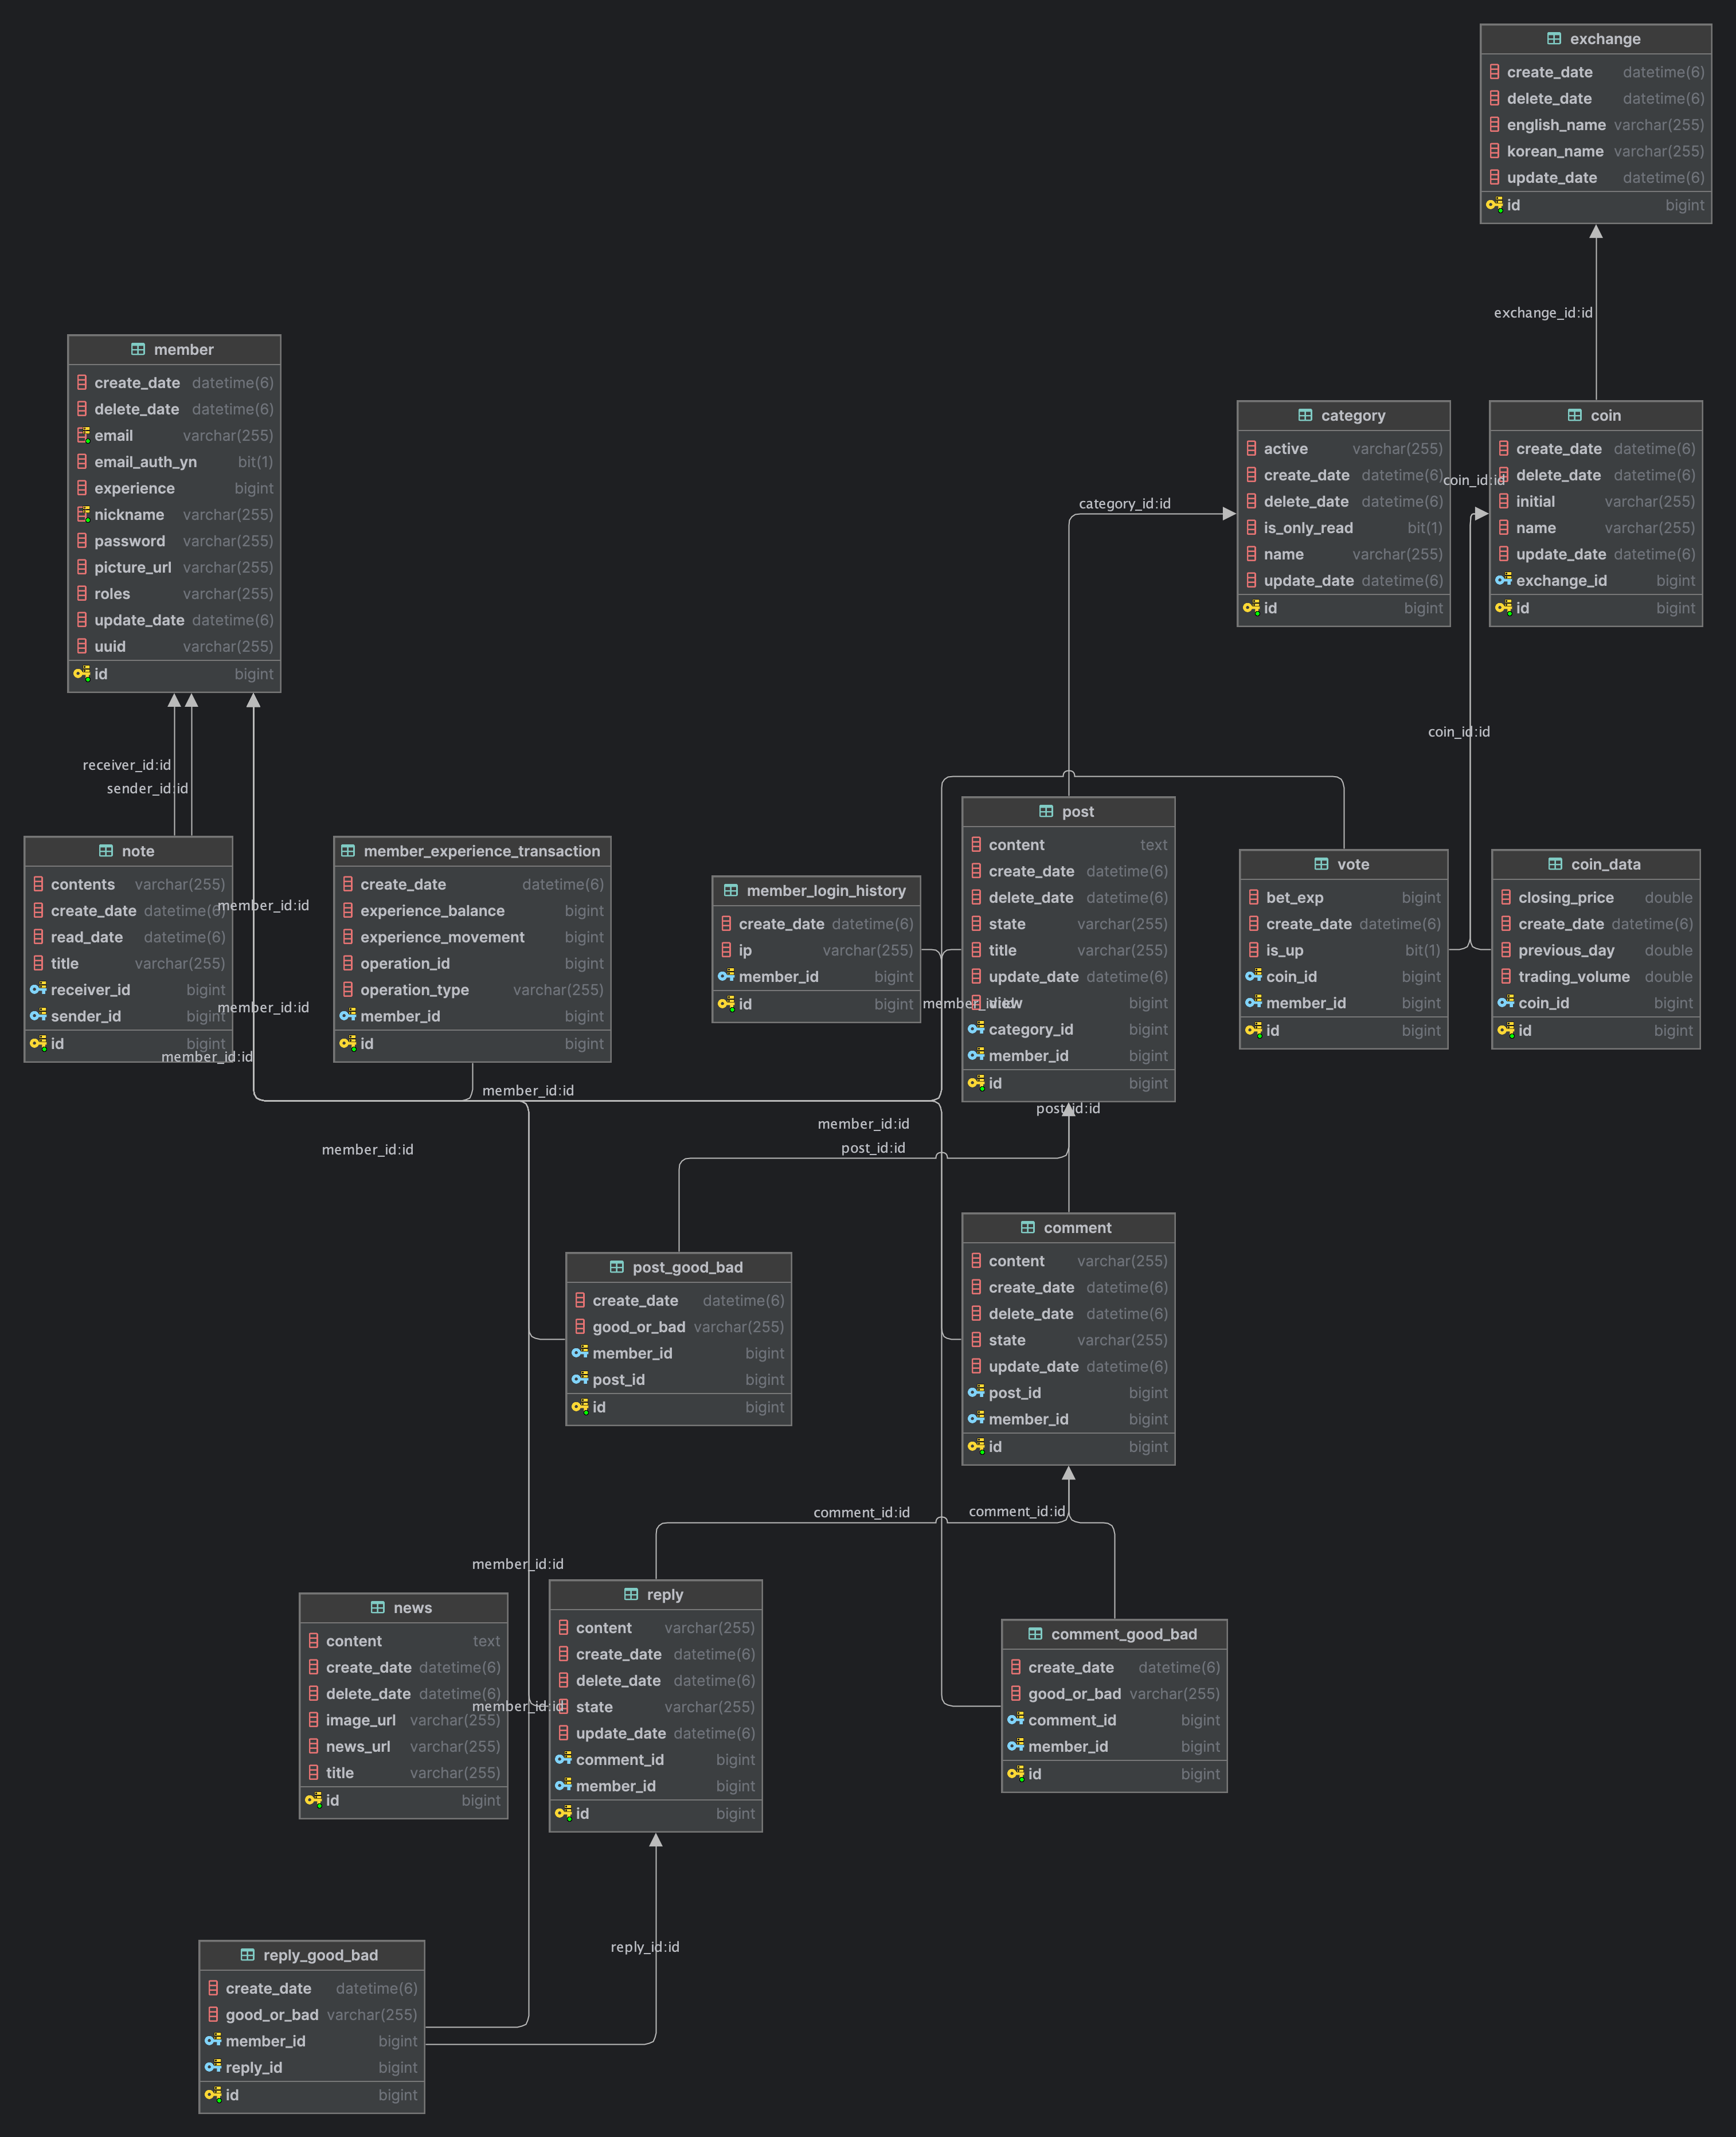 exchange
create_date datetime(6)
delete_date datetime(6)
english_name varchar(255)
korean_name varchar(255)
update_date datetime(6)
id bigint
exchange_id:id
member
create_date datetime(6)
delete_date datetime(6)
email varchar(255)
email_auth_yn bit(1)
experience bigint
nickname varchar(255)
password varchar(255)
picture_url varchar(255)
roles varchar(255)
update_date datetime(6)
uuid varchar(255)
id bigint
category
active varchar(255)
create_date datetime(6)
delete_date datetime(6)
is_only_read bit(1)
name varchar(255)
update_date datetime(6)
id bigint
coin
create_date datetime(6)
delete_date datetime(6)
initial varchar(255)
name varchar(255)
update_date datetime(6)
exchange_id bigint
id bigint
coin_id:id
category_id:id
coin_id:id
receiver_id:id
sender_id:id
note
contents varchar(255)
create_date datetime(6)
read_date datetime(6)
title varchar(255)
receiver_id bigint
sender_id bigint
id bigint
member_id:id
member_id:id
member_id:id
member_experience_transaction
create_date datetime(6)
experience_balance bigint
experience_movement bigint
operation_id bigint
operation_type varchar(255)
member_id bigint
id bigint
member_login_history
create_date datetime(6)
ip varchar(255)
member_id bigint
id bigint
member_id:id
post
content text
create_date datetime(6)
delete_date datetime(6)
state varchar(255)
title varchar(255)
update_date datetime(6)
view bigint
category_id bigint
member_id bigint
id bigint
vote
bet_exp bigint
create_date datetime(6)
is_up bit(1)
coin_id bigint
member_id bigint
id bigint
coin_data
closing_price double
create_date datetime(6)
previous_day double
trading_volume double
coin_id bigint
id bigint
member_id:id
post_id:id
member_id:id
member_id:id
post_id:id
post_good_bad
create_date datetime(6)
good_or_bad varchar(255)
member_id bigint
post_id bigint
id bigint
comment
content varchar(255)
create_date datetime(6)
delete_date datetime(6)
state varchar(255)
update_date datetime(6)
post_id bigint
member_id bigint
id bigint
comment_id:id
comment_id:id
member_id:id
news
content text
create_date datetime(6)
delete_date datetime(6)
image_url varchar(255)
news_url varchar(255)
title varchar(255)
id bigint
member_id:id
reply
content varchar(255)
create_date datetime(6)
delete_date datetime(6)
state varchar(255)
update_date datetime(6)
comment_id bigint
member_id bigint
id bigint
comment_good_bad
create_date datetime(6)
good_or_bad varchar(255)
comment_id bigint
member_id bigint
id bigint
reply_id:id
reply_good_bad
create_date datetime(6)
good_or_bad varchar(255)
member_id bigint
reply_id bigint
id bigint